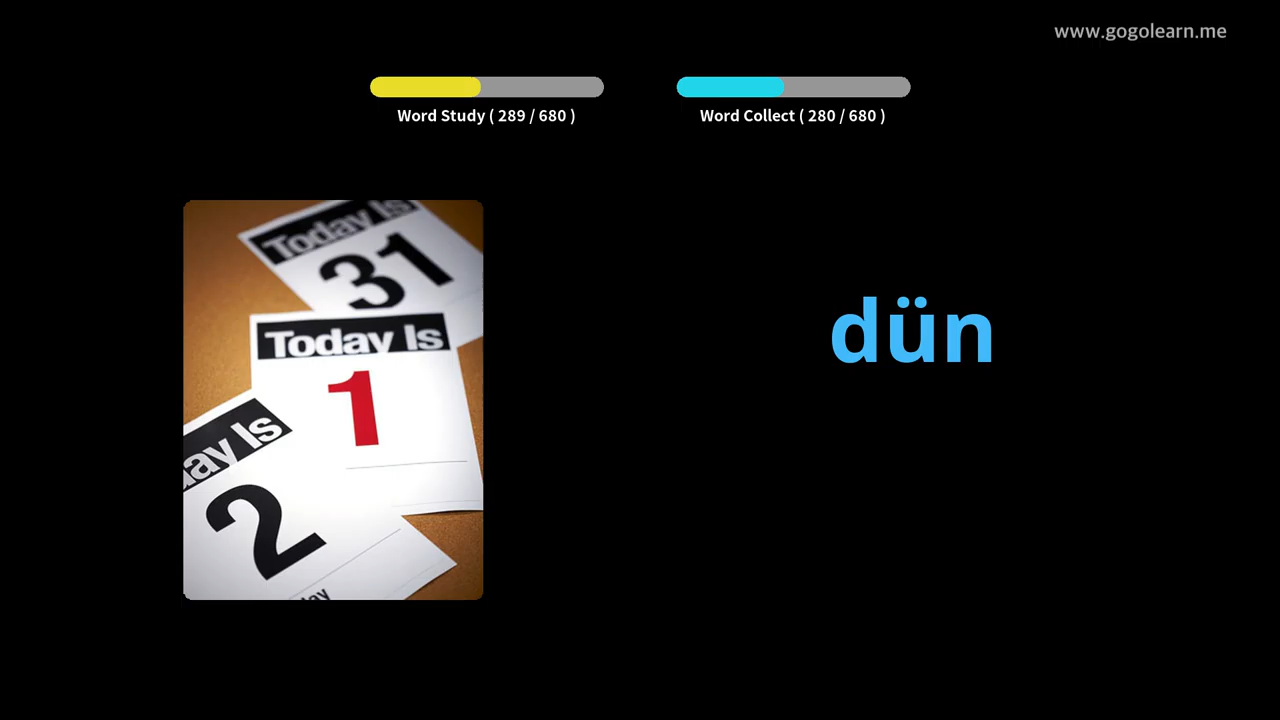 www.gogolearn.me
Word Study ( 289 / 680 )
Word Collect ( 280 / 680 )
Today Is
31
Today Is
1
dün
ay Is
2